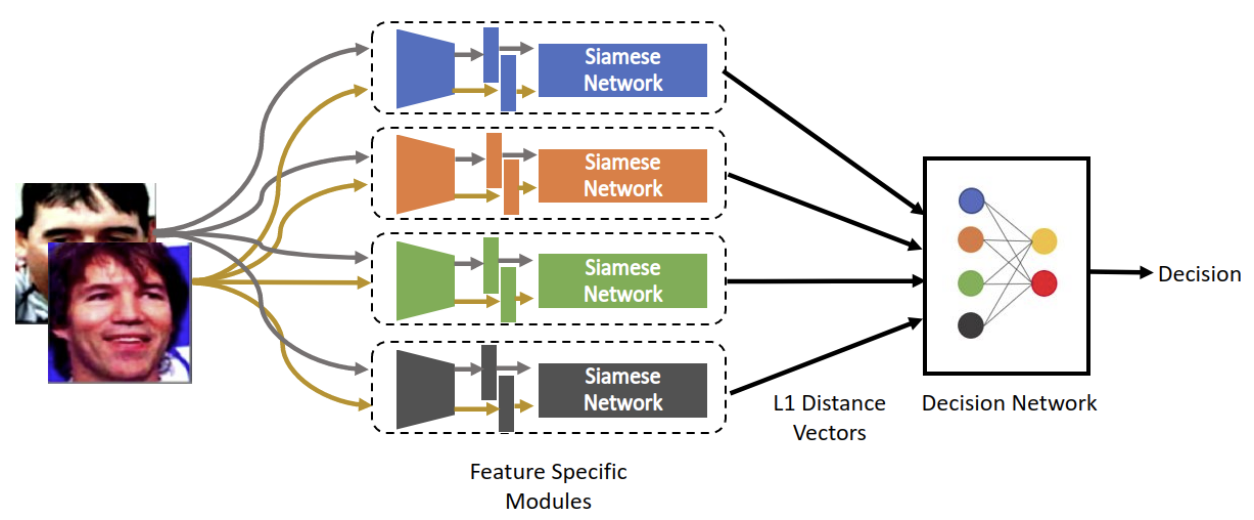 Siamese
Network
Siamese
Network
Siamese
Network
Siamese
Network
Decision
L1 Distance
Vectors
Decision Network
Feature Specific
Modules